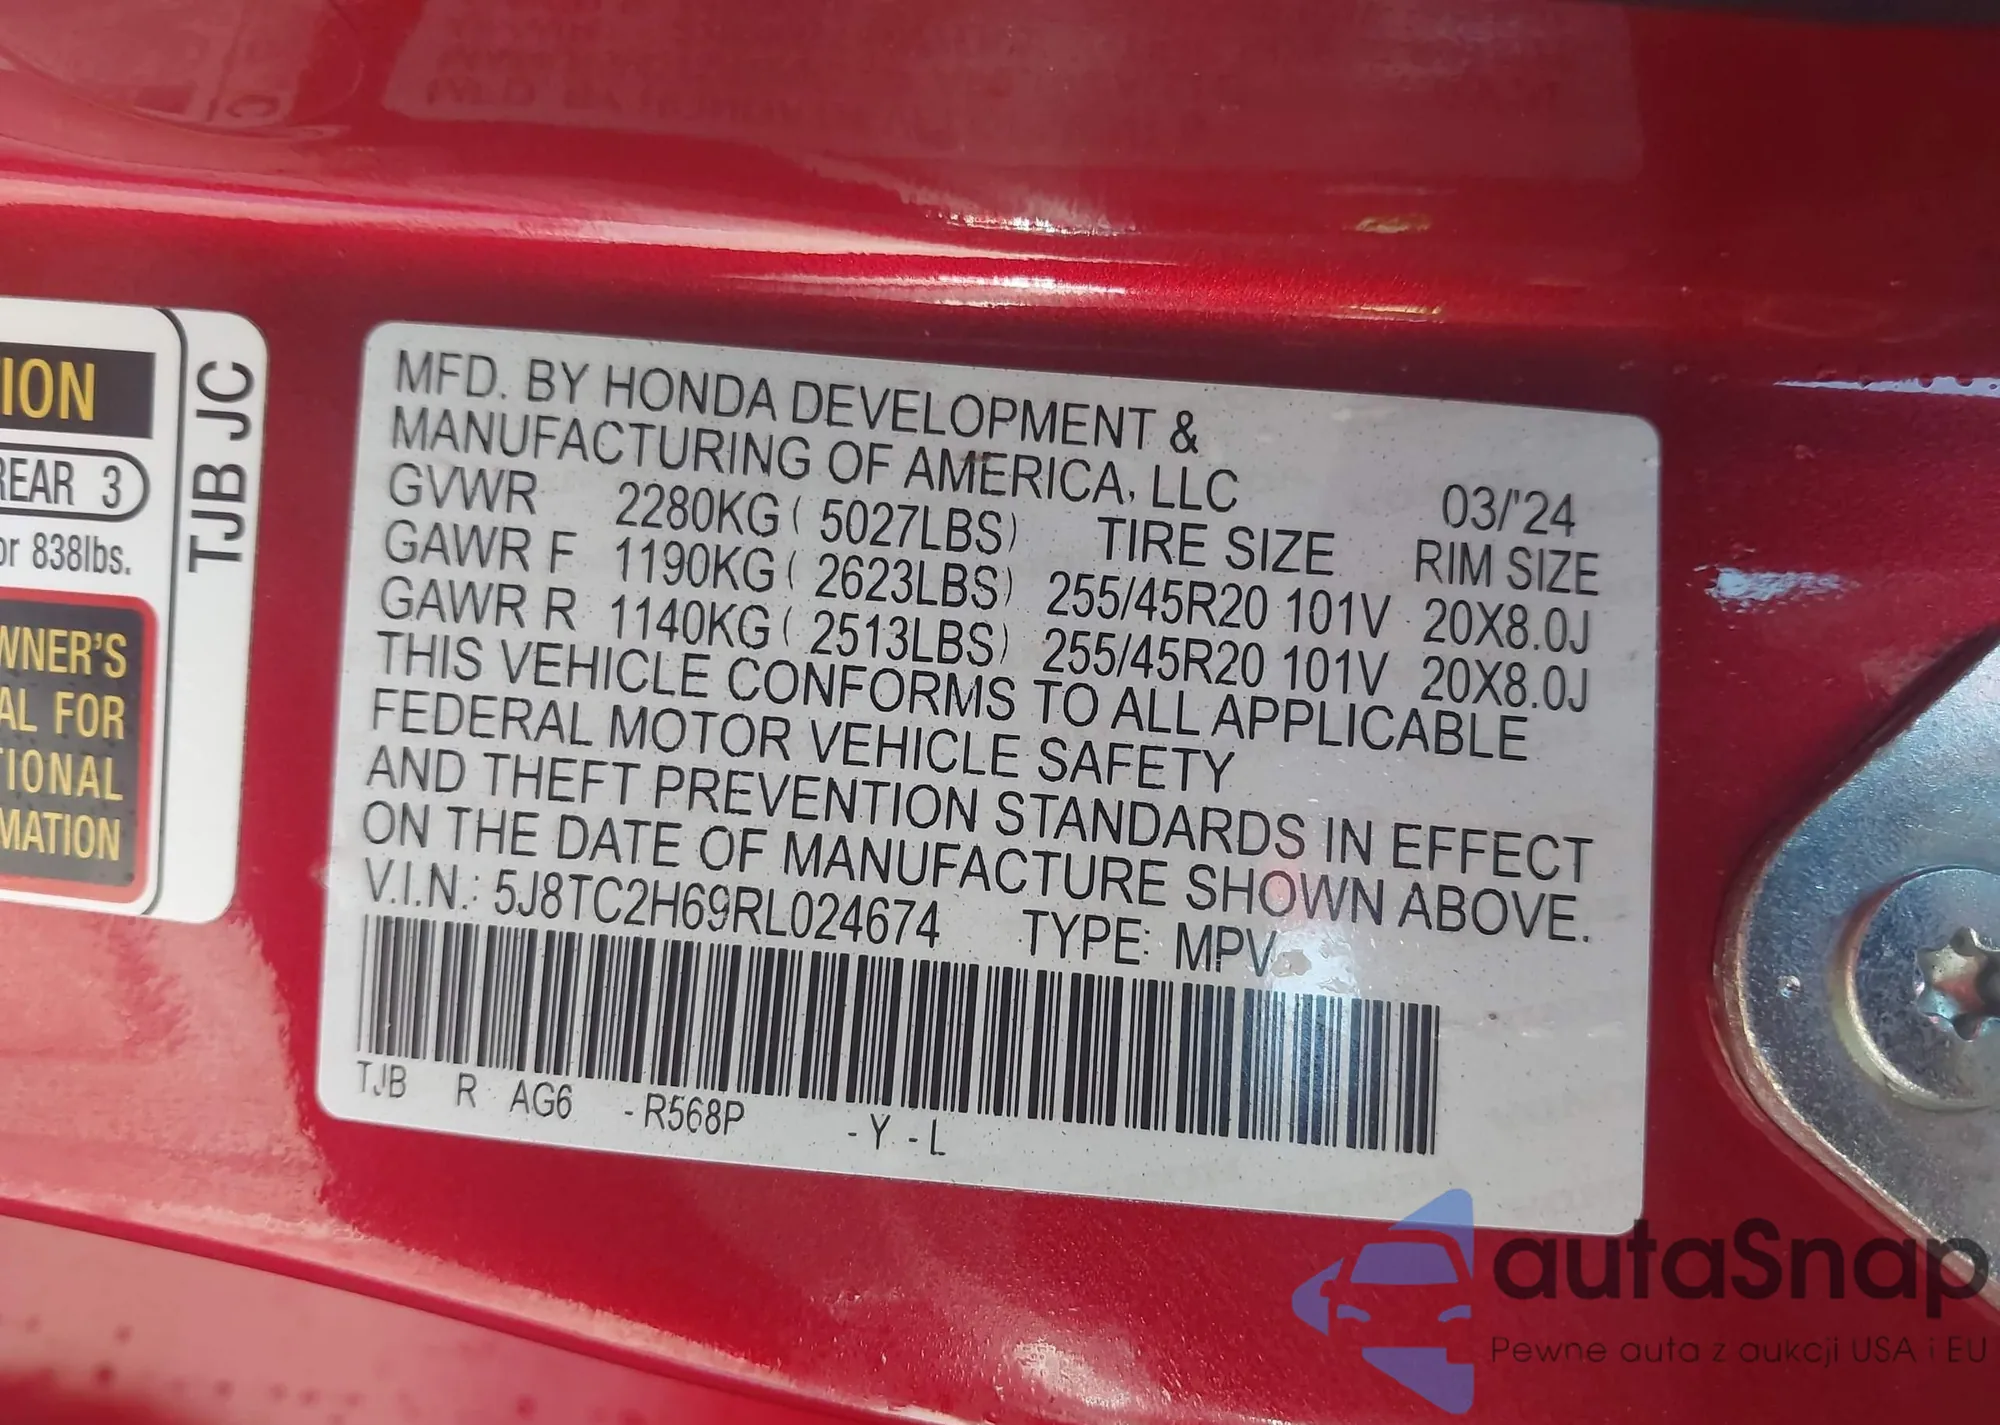 ION
REAR 3
or 838lbs.
WNER'S
AL FOR
TIONAL
MATION
TJB JC
MFD. BY HONDA DEVELOPMENT &
MANUFACTURING OF AMERICA, LLC 03/'24
GVWR 2280KG ( 5027LBS) TIRE SIZE RIM SIZE
GAWR F 1190KG ( 2623LBS) 255/45R20 101V 20X8.0J
GAWR R 1140KG ( 2513LBS) 255/45R20 101V 20X8.0J
THIS VEHICLE CONFORMS TO ALL APPLICABLE
FEDERAL MOTOR VEHICLE SAFETY
AND THEFT PREVENTION STANDARDS IN EFFECT
ON THE DATE OF MANUFACTURE SHOWN ABOVE.
V.I.N.: 5J8TC2H69RL024674 TYPE: MPV
TJB R AG6 -R568P -Y -L
autaSnap
Pewne auta z aukcji USA i EU